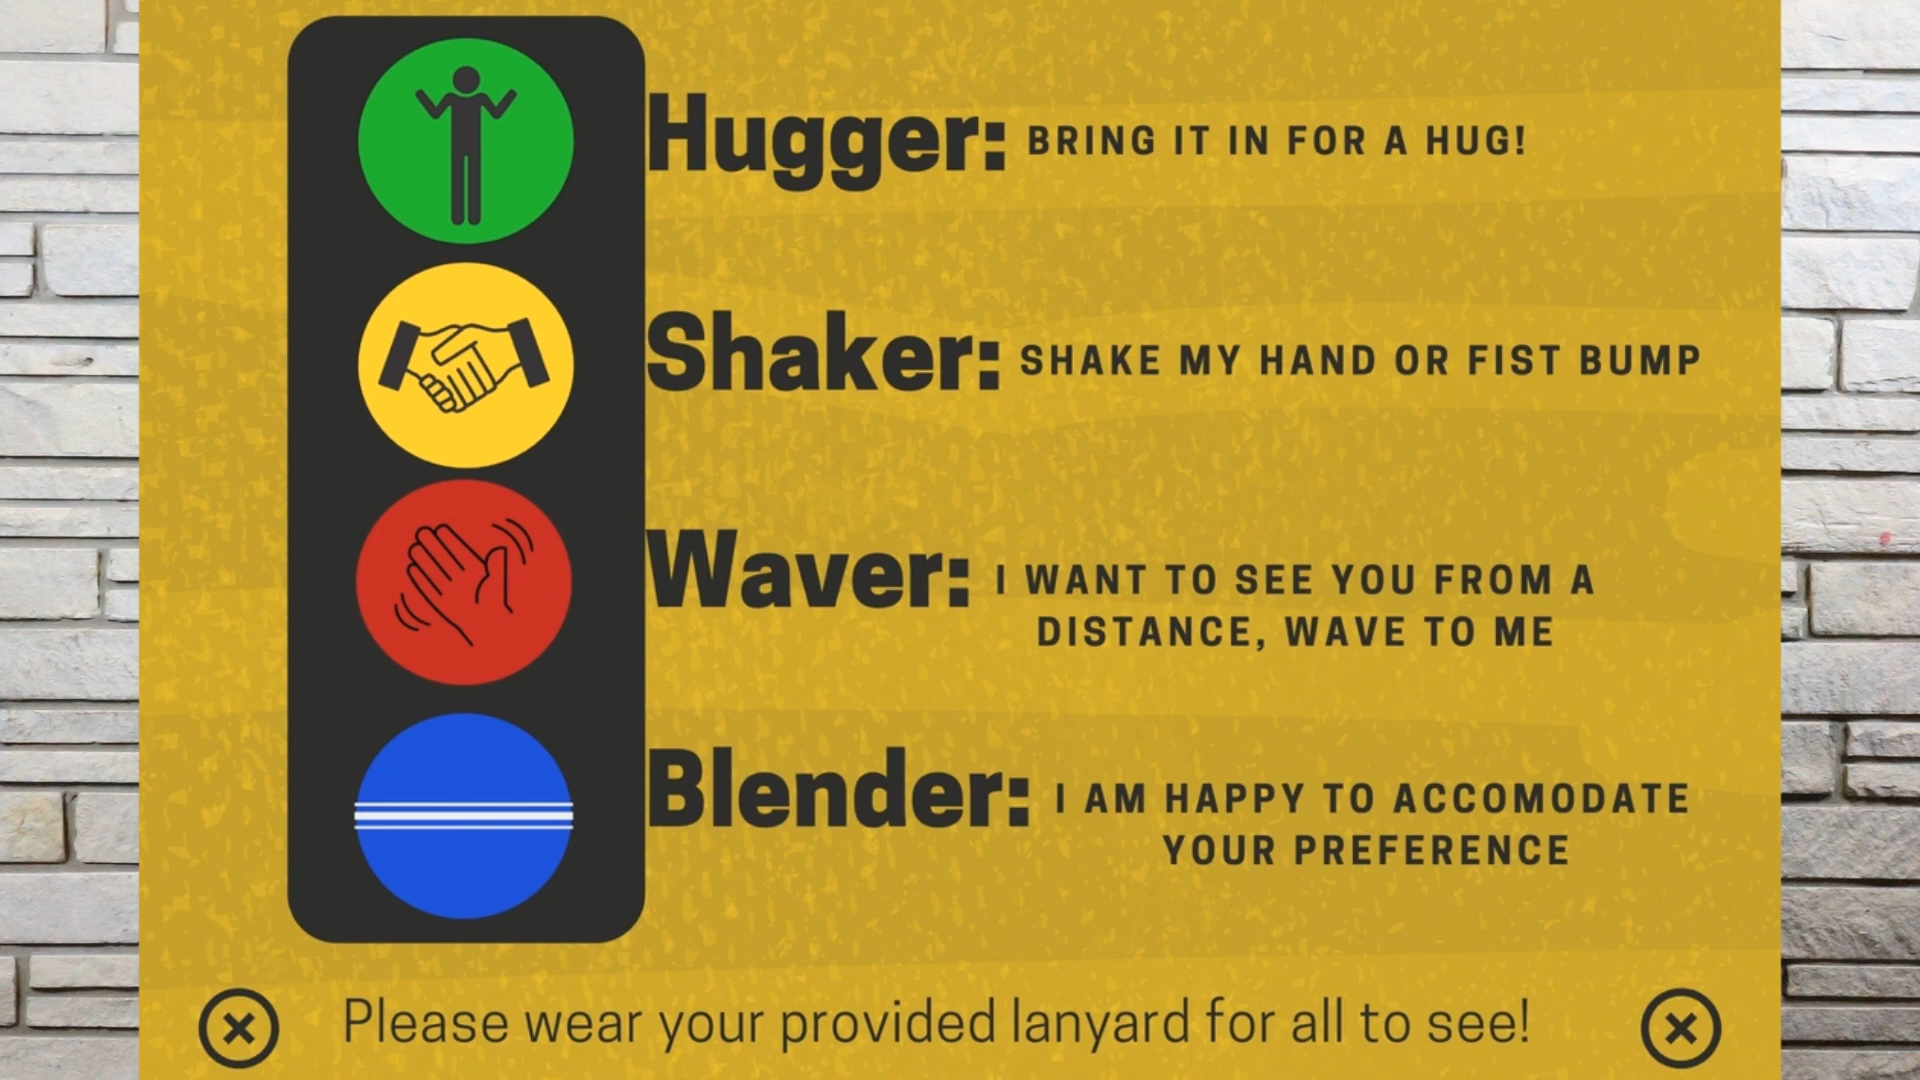 Hugger: BRING IT IN FOR A HUG!
Shaker: SHAKE MY HAND OR FIST BUMP
Waver: I WANT TO SEE YOU FROM A
DISTANCE, WAVE TO ME
Blender: I AM HAPPY TO ACCOMODATE
YOUR PREFERENCE
Please wear your provided lanyard for all to see!